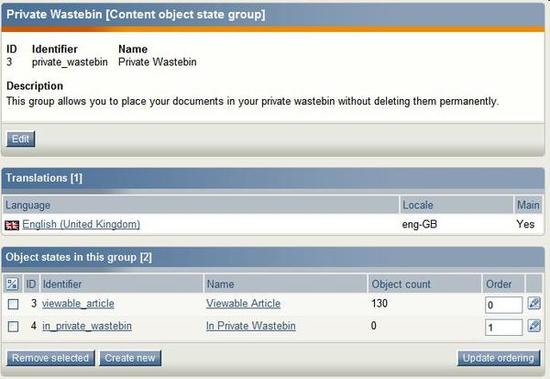 Private Wastebin [Content object state group]
ID Identifier Name
3 private_wastebin Private Wastebin
Description
This group allows you to place your documents in your private wastebin without deleting them permanently.
Edit
Translations [1]
Language Locale Main
English (United Kingdom) eng-GB Yes
Object states in this group [2]
ID Identifier Name Object count Order
3 viewable_article Viewable Article 130 0
4 in_private_wastebin In Private Wastebin 0 1
Remove selected Create new Update ordering